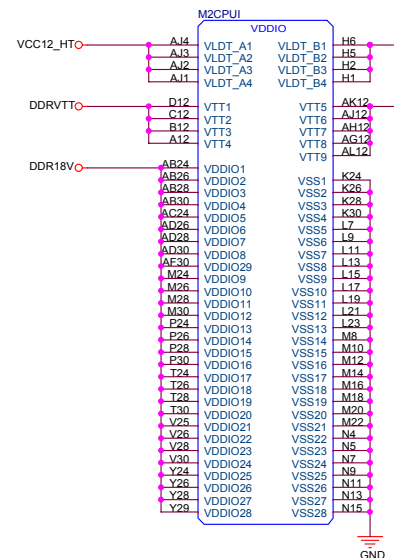 M2CPUI
VDDIO
VCC12_HT AJ4 VLDT_A1 VLDT_B1 H6
AJ3 VLDT_A2 VLDT_B2 H5
AJ2 VLDT_A3 VLDT_B3 H2
AJ1 VLDT_A4 VLDT_B4 H1
DDRVTT D12 VTT1 VTT5 AK12
C12 VTT2 VTT6 AJ12
B12 VTT3 VTT7 AH12
A12 VTT4 VTT8 AG12
VTT9 AL12
DDR18V AB24 VDDIO1
AB26 VDDIO2 VSS1 K24
AB28 VDDIO3 VSS2 K26
AB30 VDDIO4 VSS3 K28
AC24 VDDIO5 VSS4 K30
AD26 VDDIO6 VSS5 L7
AD28 VDDIO7 VSS6 L9
AD30 VDDIO8 VSS7 L11
AF30 VDDIO29 VSS8 L13
M24 VDDIO9 VSS9 L15
M26 VDDIO10 VSS10 L17
M28 VDDIO11 VSS11 L19
M30 VDDIO12 VSS12 L21
P24 VDDIO13 VSS13 L23
P26 VDDIO14 VSS14 M8
P28 VDDIO15 VSS15 M10
P30 VDDIO16 VSS16 M12
T24 VDDIO17 VSS17 M14
T26 VDDIO18 VSS18 M16
T28 VDDIO19 VSS19 M18
T30 VDDIO20 VSS20 M20
V25 VDDIO21 VSS21 M22
V26 VDDIO22 VSS22 N4
V28 VDDIO23 VSS23 N5
V30 VDDIO24 VSS24 N7
Y24 VDDIO25 VSS25 N9
Y26 VDDIO26 VSS26 N11
Y28 VDDIO27 VSS27 N13
Y29 VDDIO28 VSS28 N15
GND